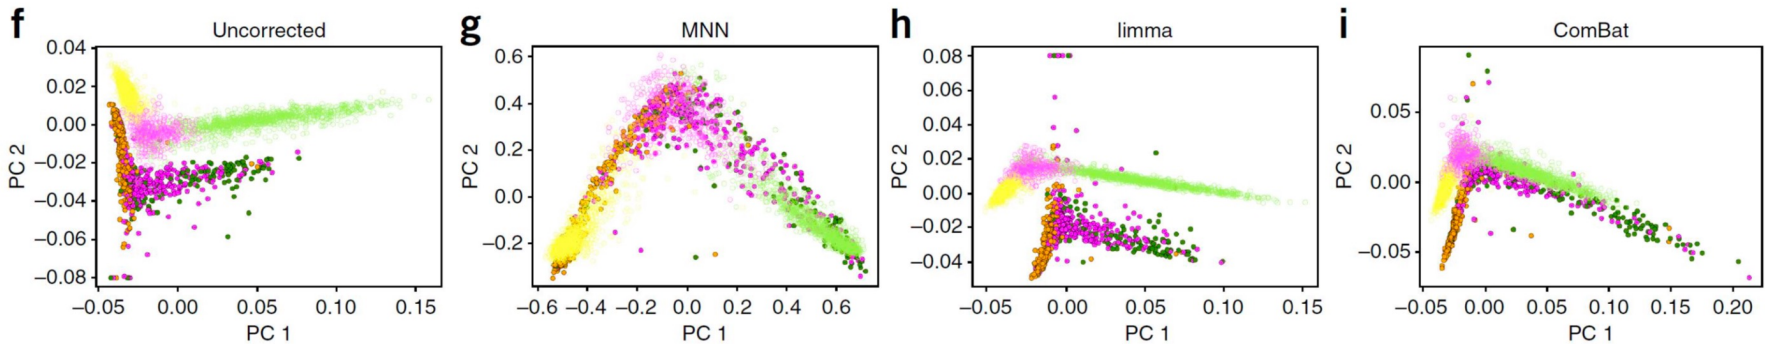 f
Uncorrected
0.04
0.02
0.00
−0.02
−0.04
−0.06
−0.08
PC 2
−0.05 0.00 0.05 0.10 0.15
PC 1
g
MNN
0.6
0.4
0.2
0.0
−0.2
PC 2
−0.6 −0.4 −0.2 0.0 0.2 0.4 0.6
PC 1
h
limma
0.08
0.06
0.04
0.02
0.00
−0.02
−0.04
PC 2
−0.05 0.00 0.05 0.10 0.15
PC 1
i
ComBat
0.05
0.00
−0.05
PC 2
−0.05 0.00 0.05 0.10 0.15 0.20
PC 1